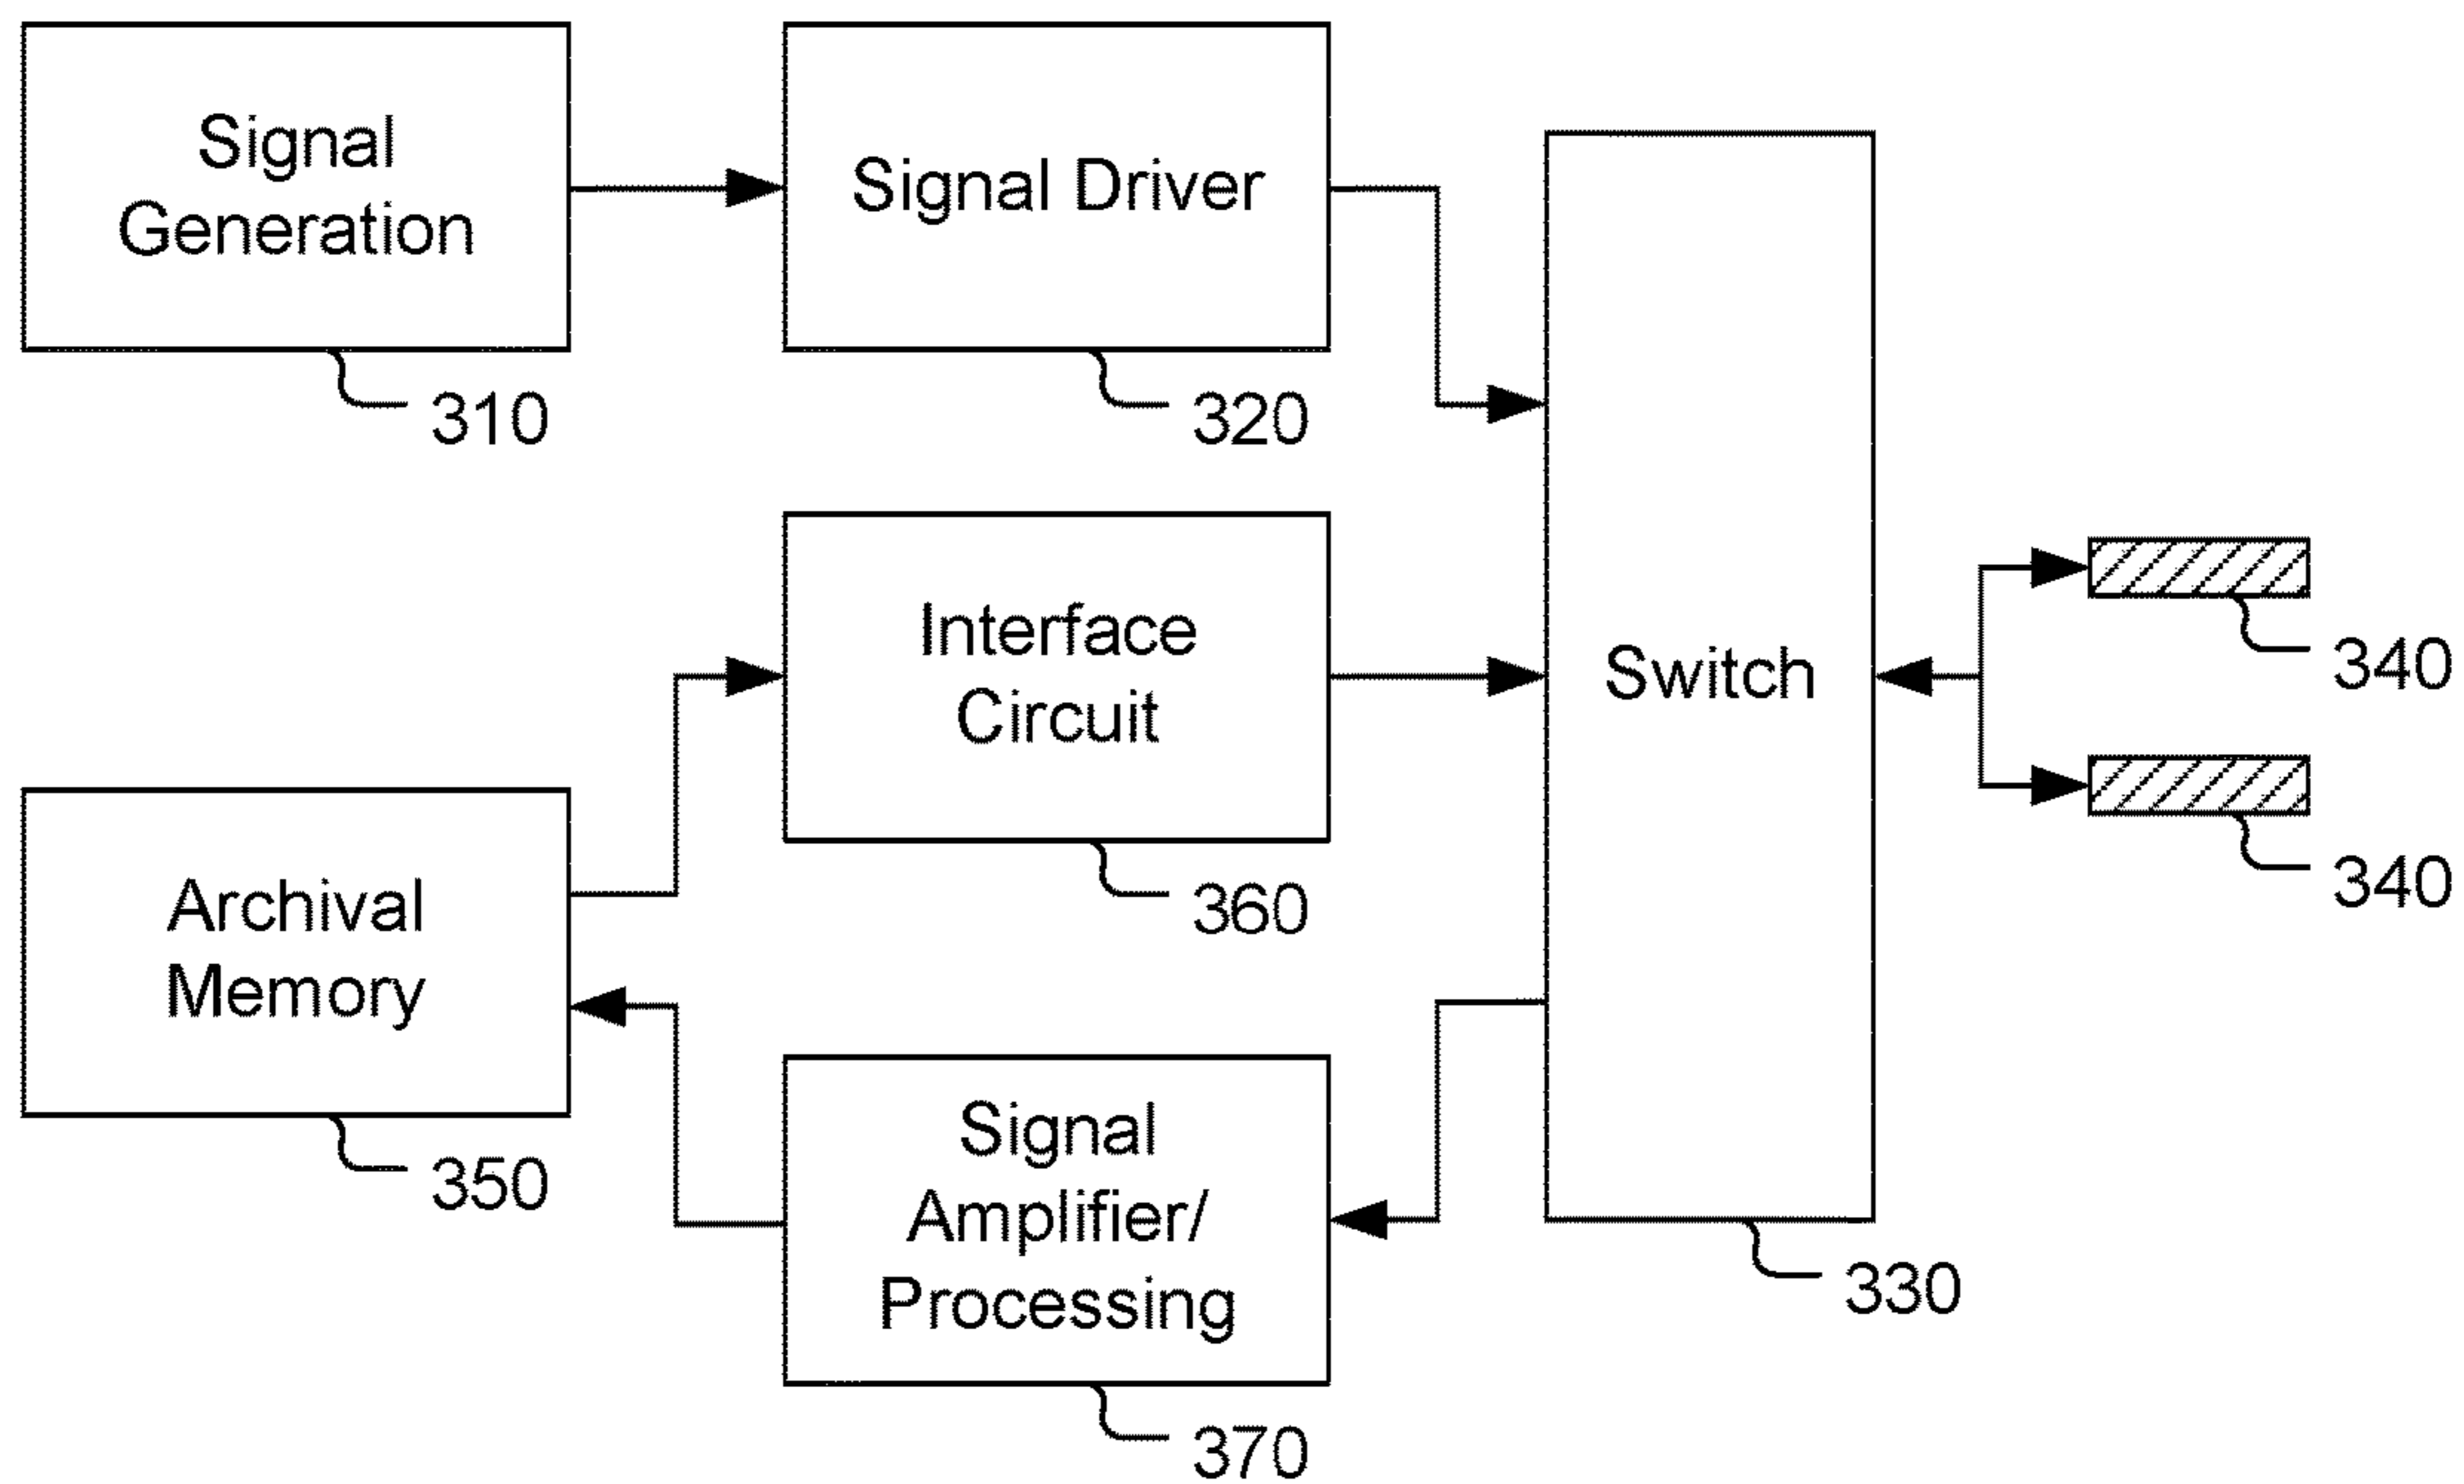 Signal
Generation
310
Signal Driver
320
Interface
Circuit
360
Switch
340
340
Archival
Memory
350
Signal
Amplifier/
Processing
370
330